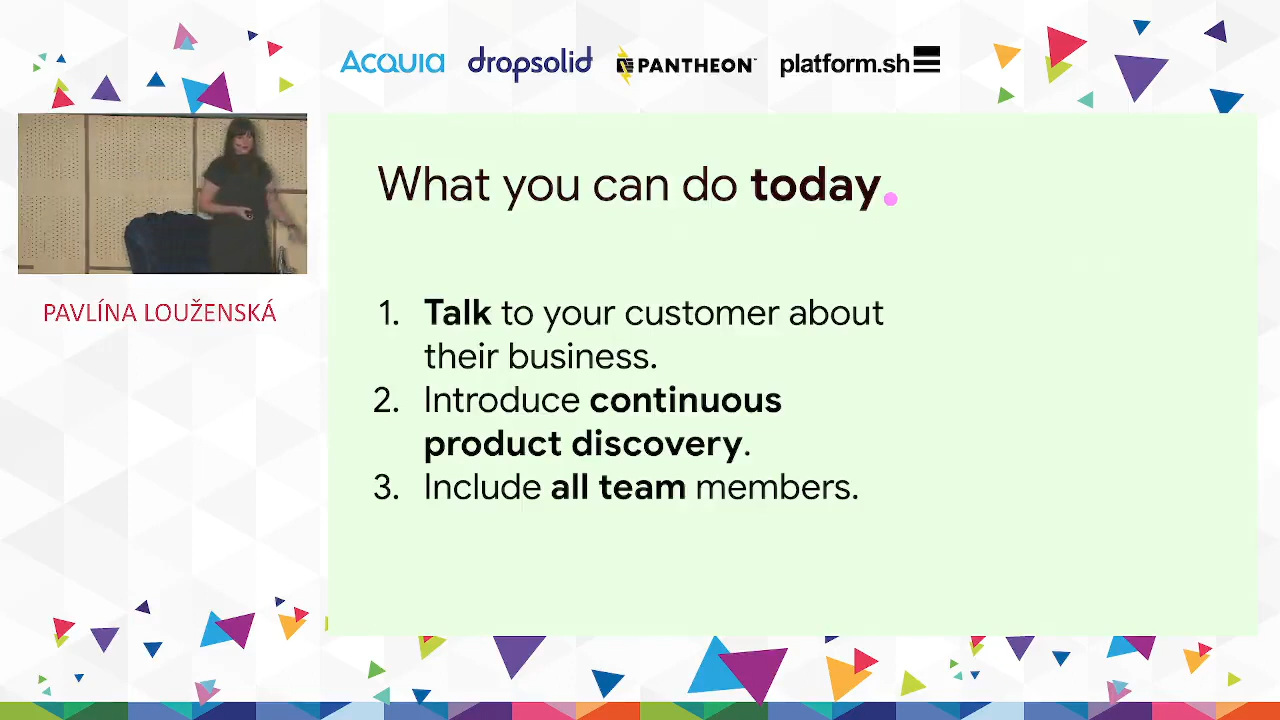 Acquia dropsolid PANTHEON platform.sh
What you can do today.
PAVLÍNA LOUŽENSKÁ
1. Talk to your customer about
their business.
2. Introduce continuous
product discovery.
3. Include all team members.